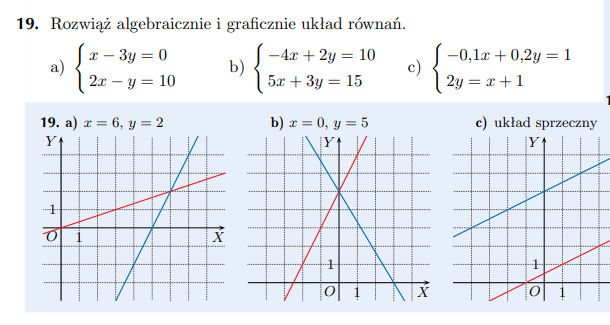 19. Rozwiąż algebraicznie i graficznie układ równań.
a) { x − 3y = 0
2x − y = 10
b) { −4x + 2y = 10
5x + 3y = 15
c) { −0,1x + 0,2y = 1
2y = x + 1
19. a) x = 6, y = 2
b) x = 0, y = 5
c) układ sprzeczny
Y
1
O 1 X
Y
1
O 1 X
Y
1
O 1